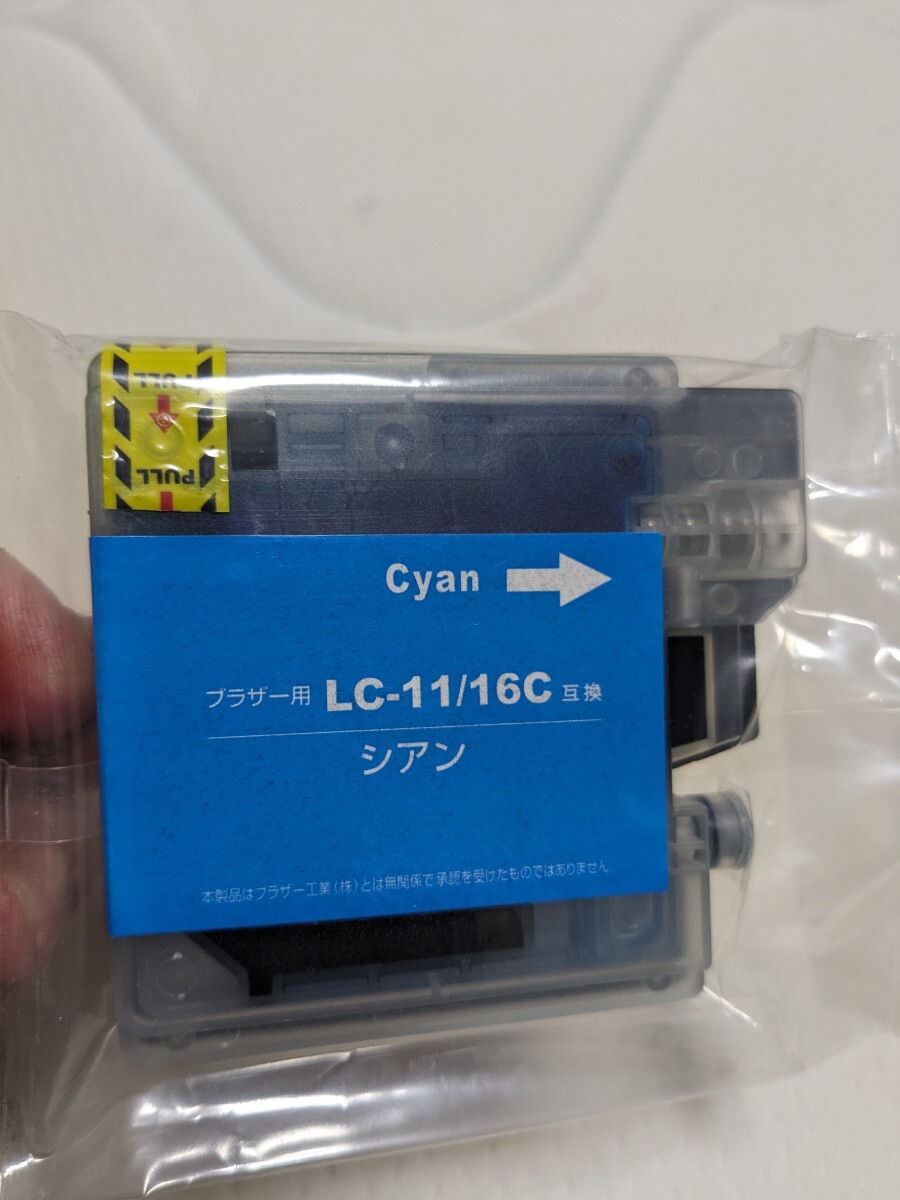 PULL
PULL
Cyan
ブラザー用 LC-11/16C 互換
シアン
本製品はブラザー工業(株)とは無関係で承認を受けたものではありません。